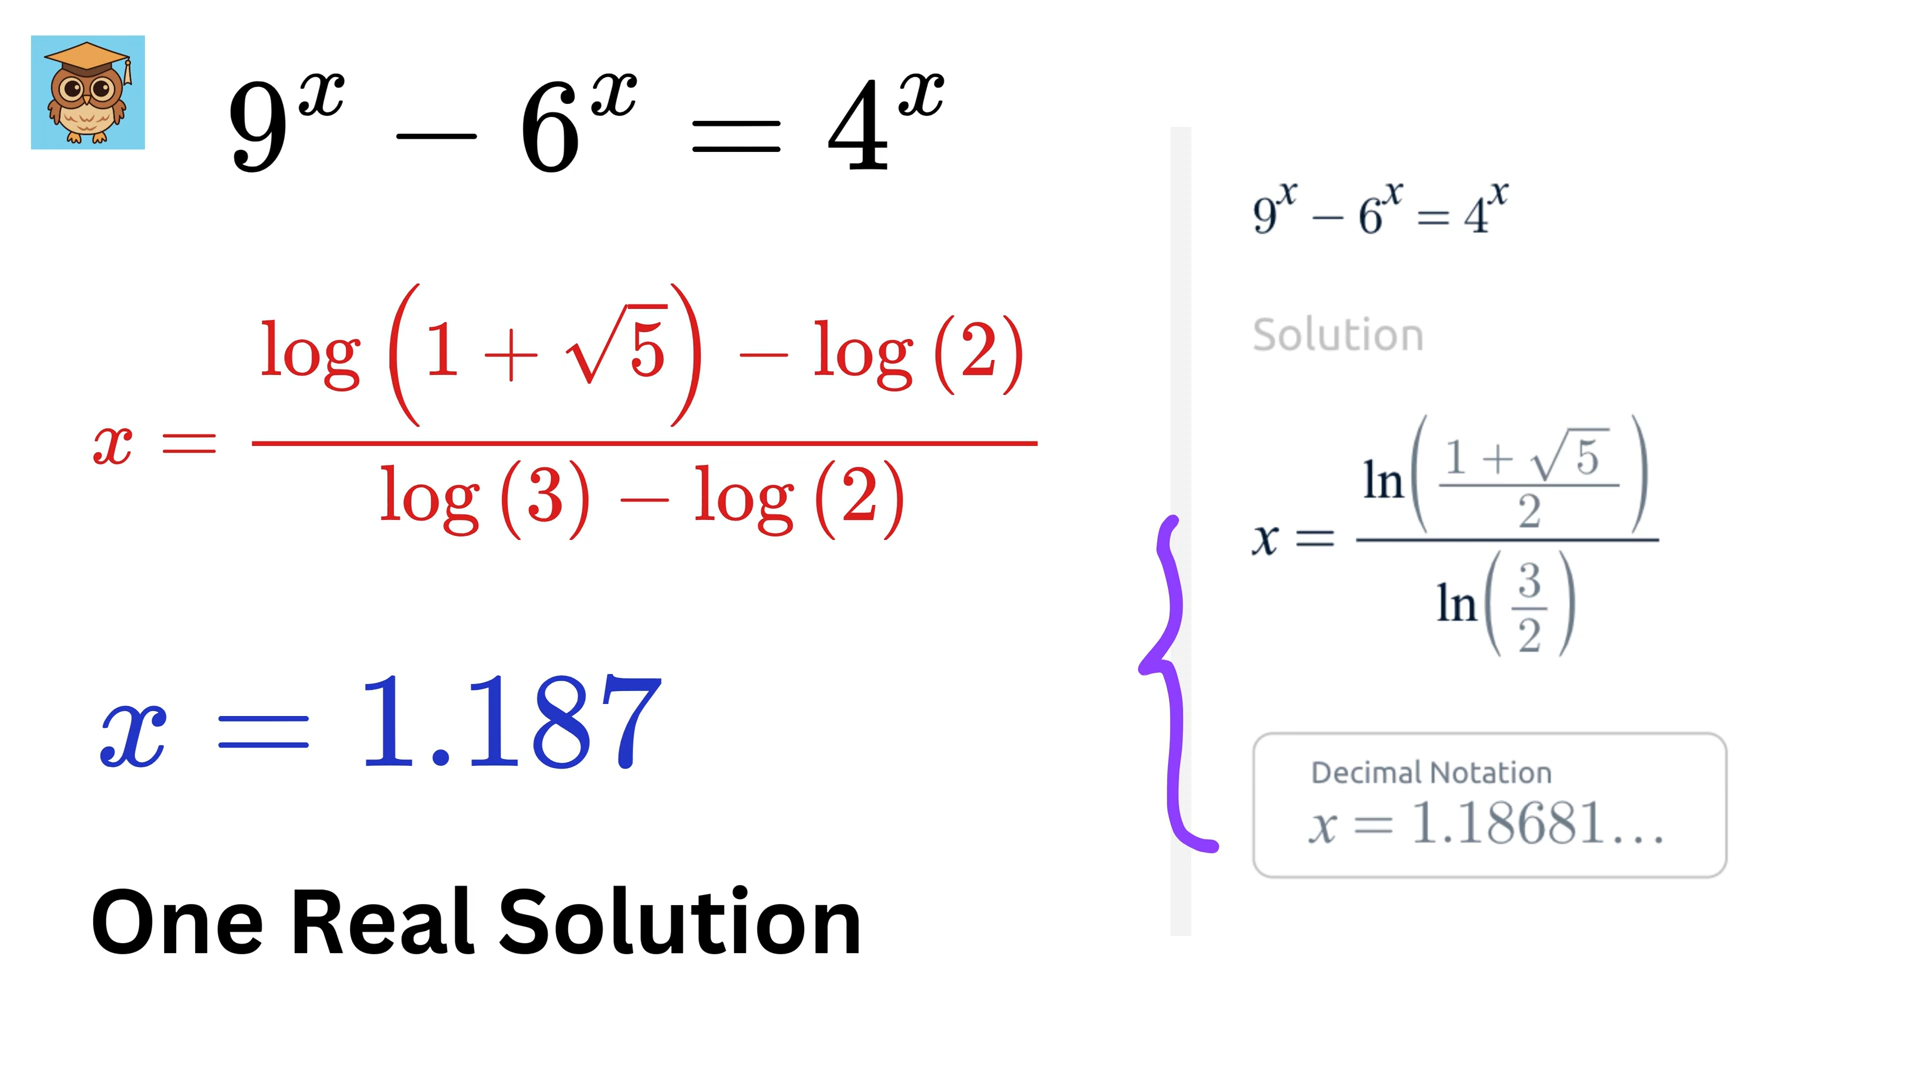 9^x − 6^x = 4^x
x = (log(1 + √5) − log(2)) / (log(3) − log(2))
x = 1.187
One Real Solution
9^x − 6^x = 4^x
Solution
x = ln((1 + √5)/2) / ln(3/2)
Decimal Notation
x = 1.18681...